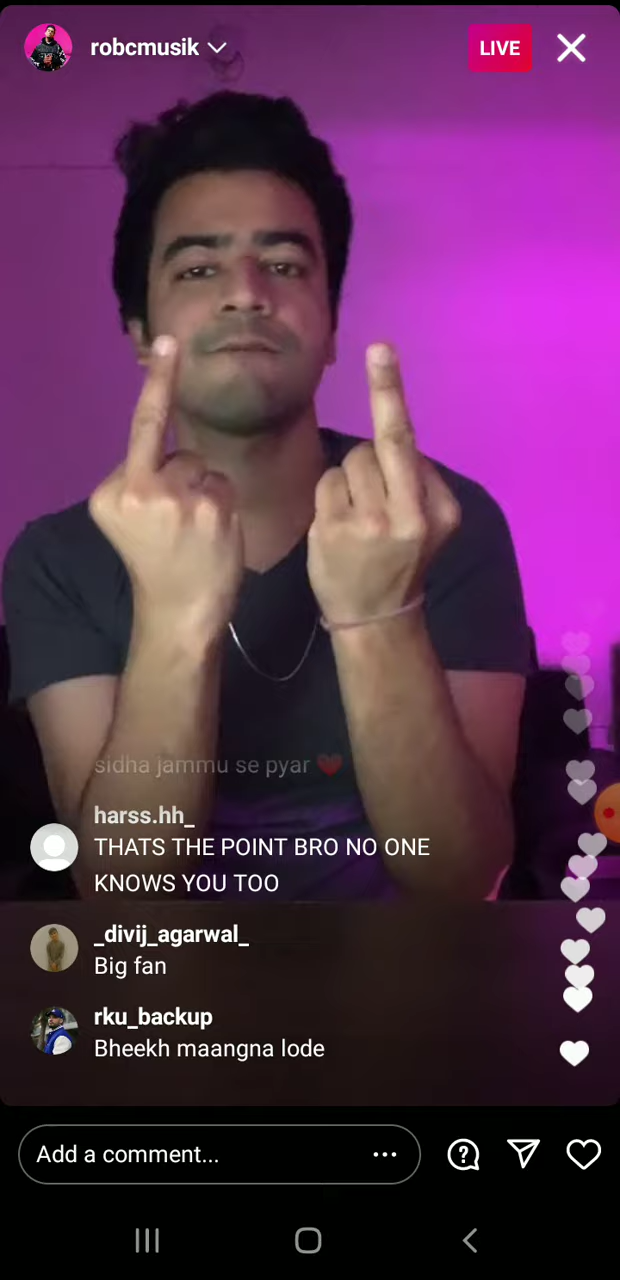 robcmusik
LIVE
sidha jammu se pyar ❤️
harss.hh_
THATS THE POINT BRO NO ONE
KNOWS YOU TOO
_divij_agarwal_
Big fan
rku_backup
Bheekh maangna lode
Add a comment...